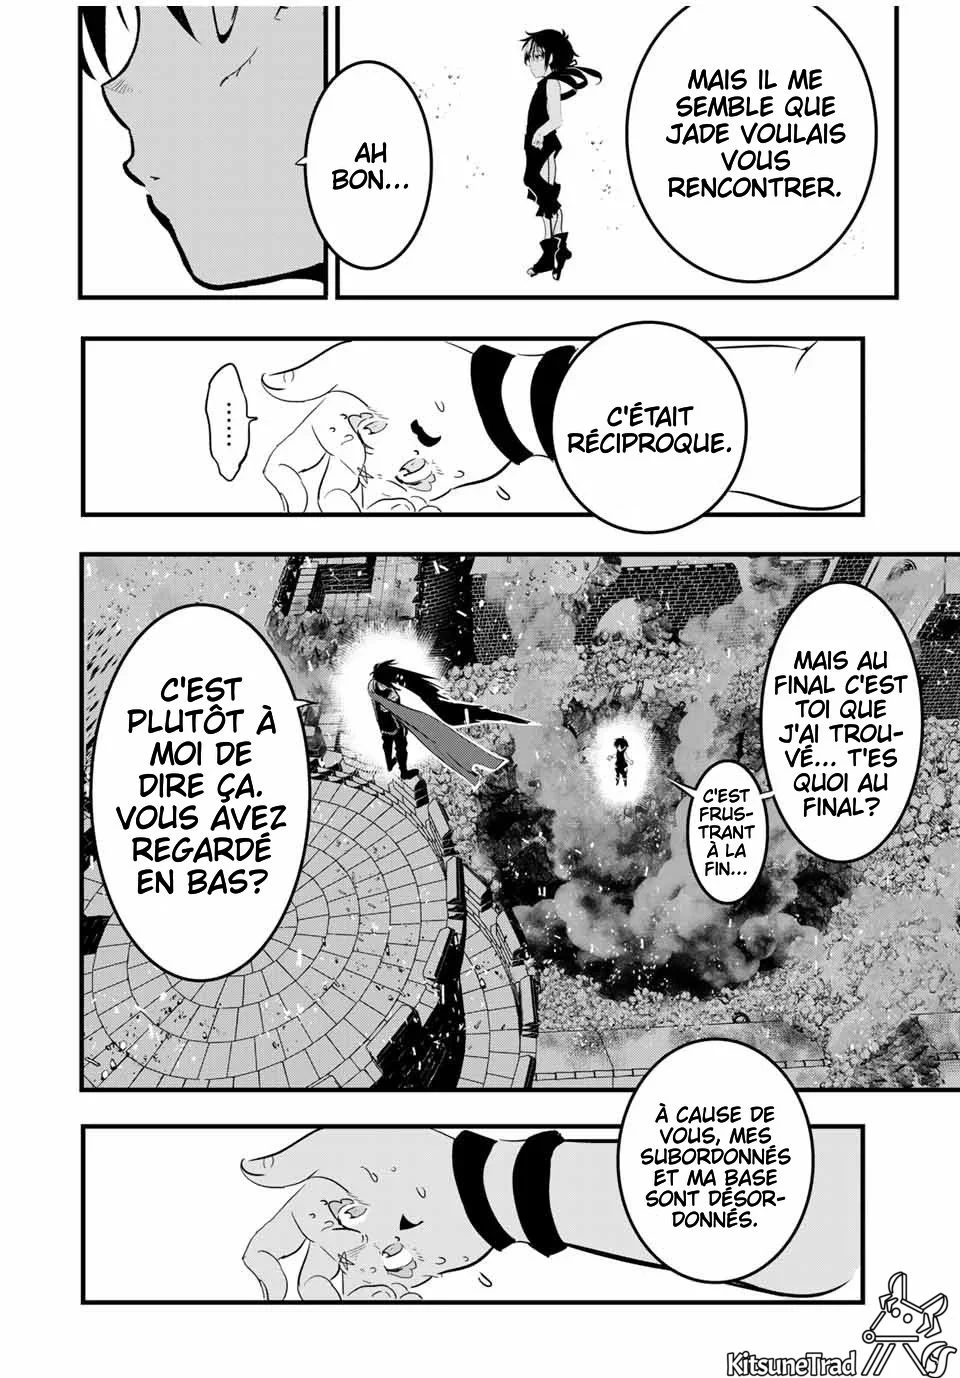 MAIS IL ME
SEMBLE QUE
JADE VOULAIS
VOUS
RENCONTRER.
AH
BON...
C'ÉTAIT
RÉCIPROQUE.
......
MAIS AU
FINAL C'EST
TOI QUE
J'AI TROU-
VÉ... T'ES
QUOI AU
FINAL?
C'EST
FRUS-
TRANT
À LA
FIN...
C'EST
PLUTÔT À
MOI DE
DIRE ÇA.
VOUS AVEZ
REGARDÉ
EN BAS?
À CAUSE DE
VOUS, MES
SUBORDONNÉS
ET MA BASE
SONT DÉSOR-
DONNÉS.
KitsuneTrad